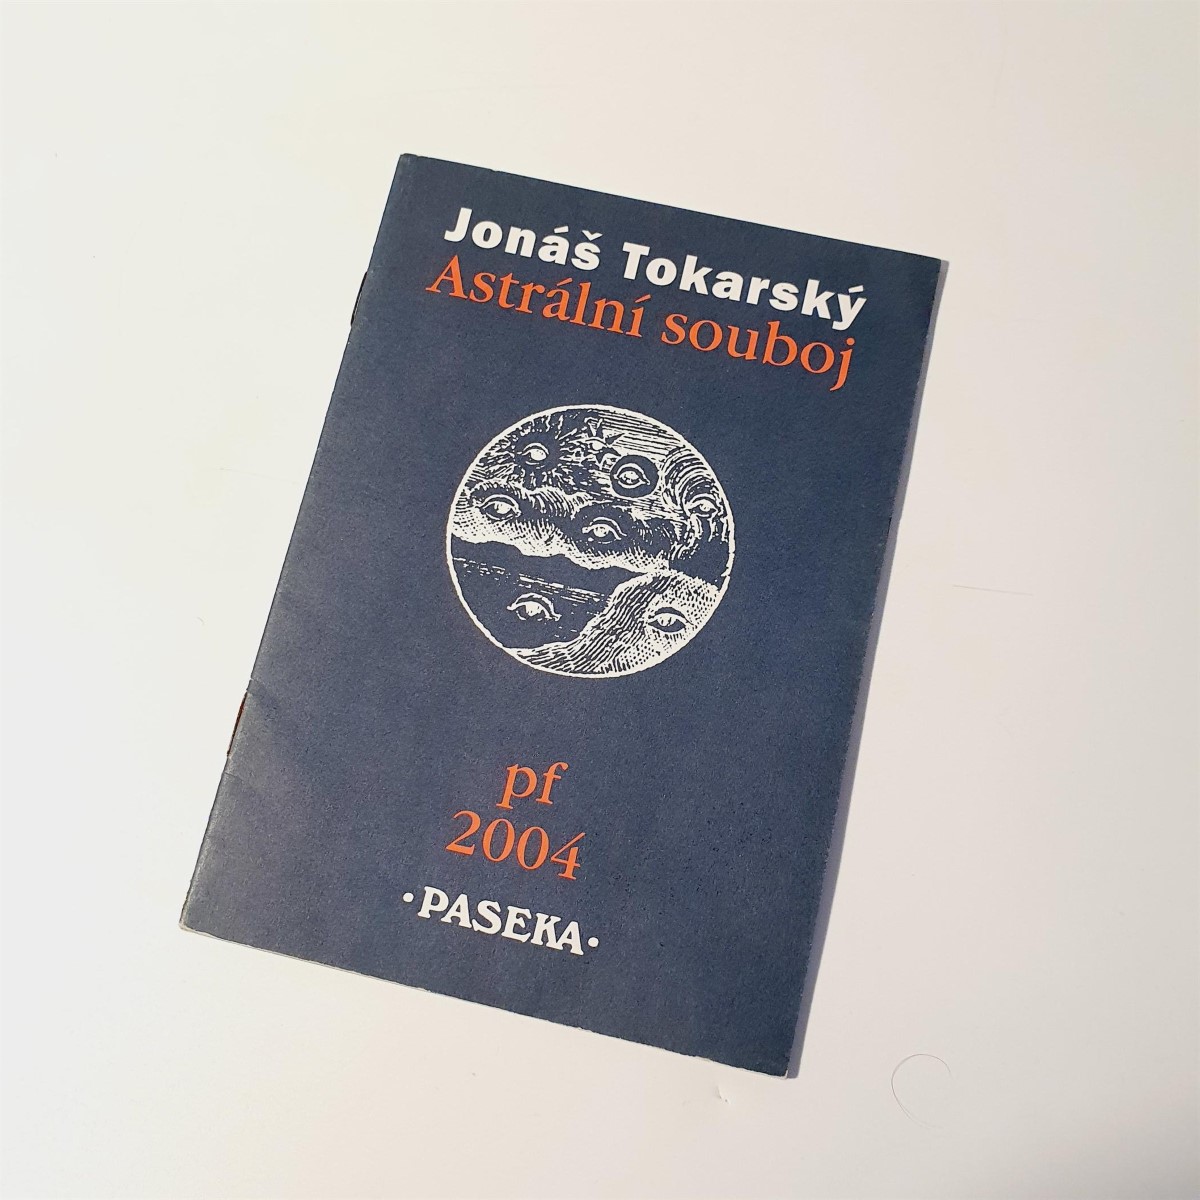 Jonáš Tokarský
Astrální souboj
pf
2004
·PASEKA·